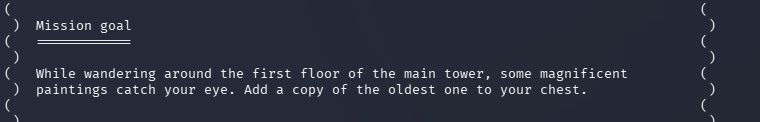 Mission goal
============
While wandering around the first floor of the main tower, some magnificent
paintings catch your eye. Add a copy of the oldest one to your chest.